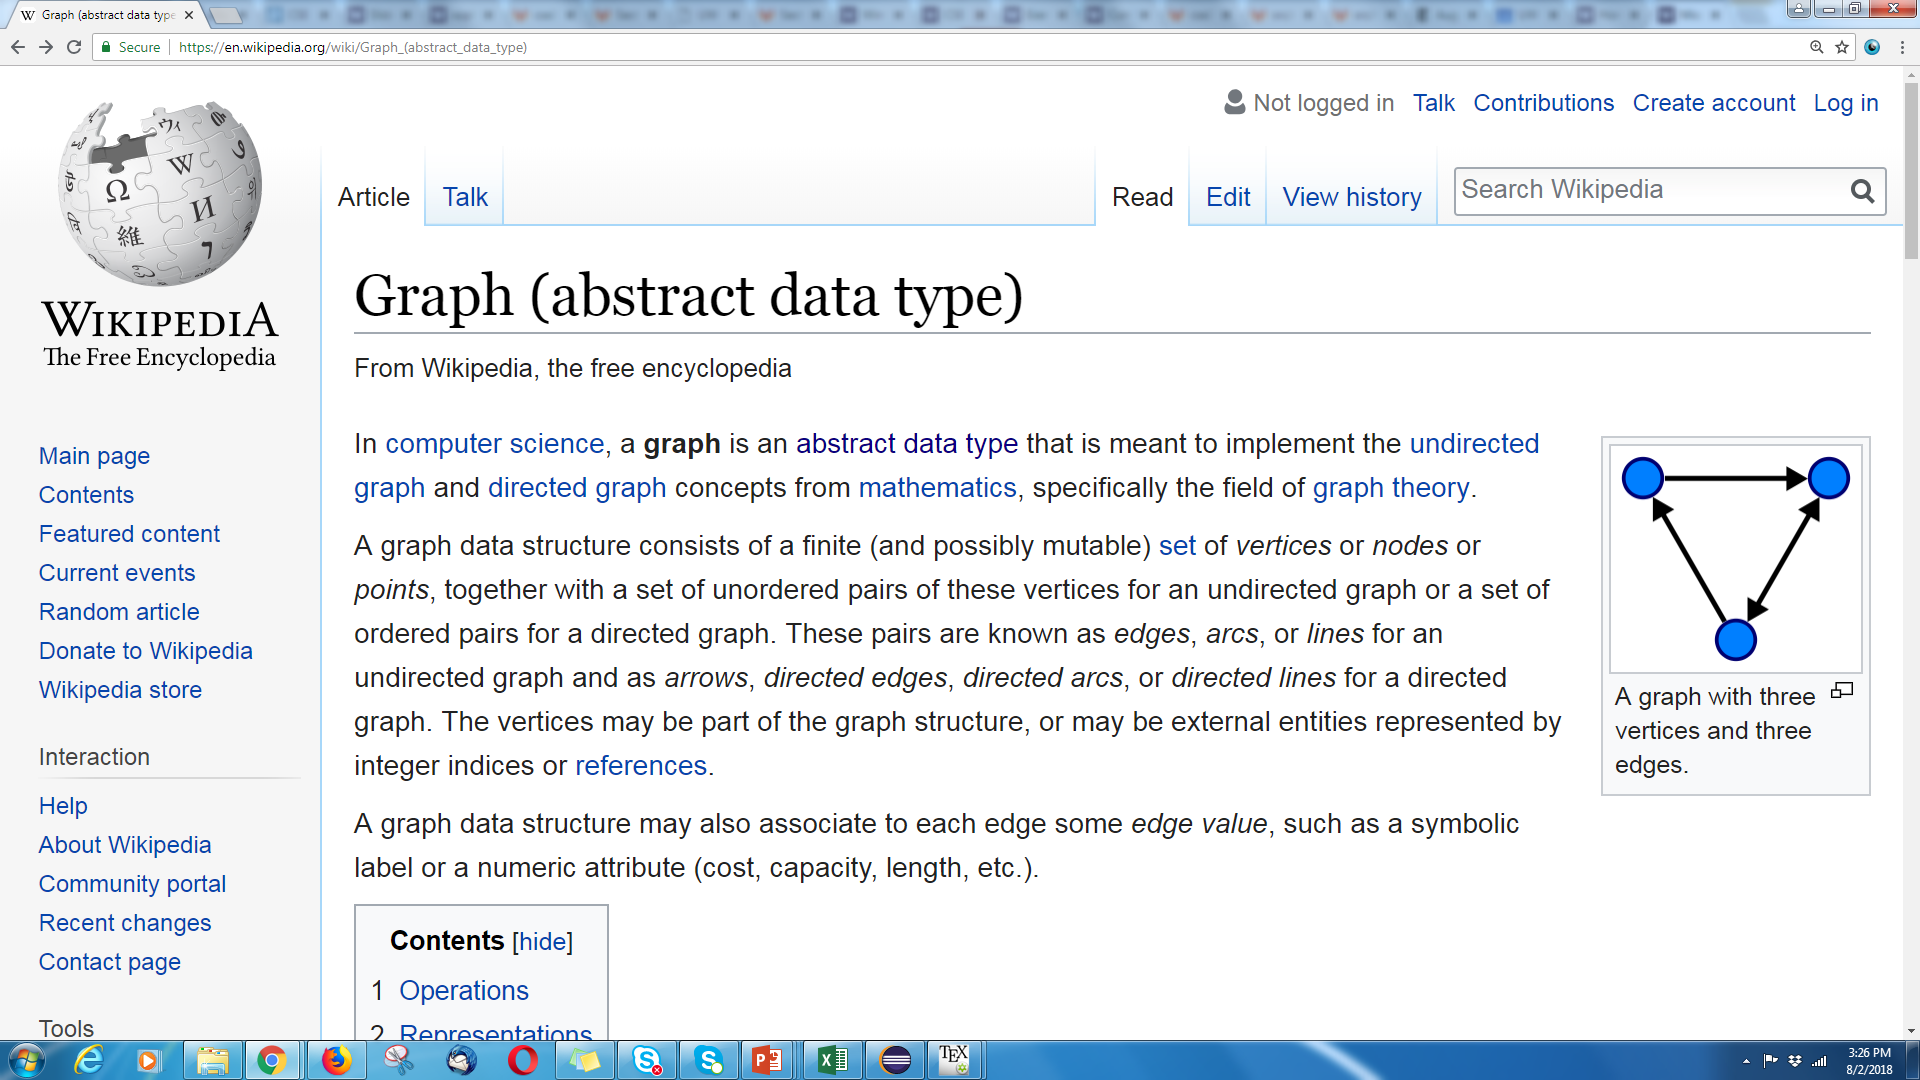 Graph (abstract data type
Secure
https://en.wikipedia.org/wiki/Graph_(abstract_data_type)
Not logged in Talk Contributions Create account Log in
Article Talk Read Edit View history Search Wikipedia
WIKIPEDIA
The Free Encyclopedia
Main page
Contents
Featured content
Current events
Random article
Donate to Wikipedia
Wikipedia store
Interaction
Help
About Wikipedia
Community portal
Recent changes
Contact page
Tools
Graph (abstract data type)
From Wikipedia, the free encyclopedia
In computer science, a graph is an abstract data type that is meant to implement the undirected
graph and directed graph concepts from mathematics, specifically the field of graph theory.
A graph data structure consists of a finite (and possibly mutable) set of vertices or nodes or
points, together with a set of unordered pairs of these vertices for an undirected graph or a set of
ordered pairs for a directed graph. These pairs are known as edges, arcs, or lines for an
undirected graph and as arrows, directed edges, directed arcs, or directed lines for a directed
graph. The vertices may be part of the graph structure, or may be external entities represented by
integer indices or references.
A graph data structure may also associate to each edge some edge value, such as a symbolic
label or a numeric attribute (cost, capacity, length, etc.).
A graph with three
vertices and three
edges.
Contents [hide]
1 Operations
2 Representations
3:26 PM
8/2/2018